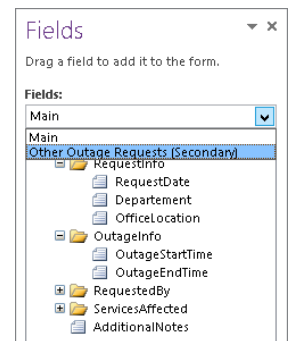 Fields
Drag a field to add it to the form.
Fields:
Main
Main
Other Outage Requests (Secondary)
RequestInfo
RequestDate
Departement
OfficeLocation
OutageInfo
OutageStartTime
OutageEndTime
RequestedBy
ServicesAffected
AdditionalNotes